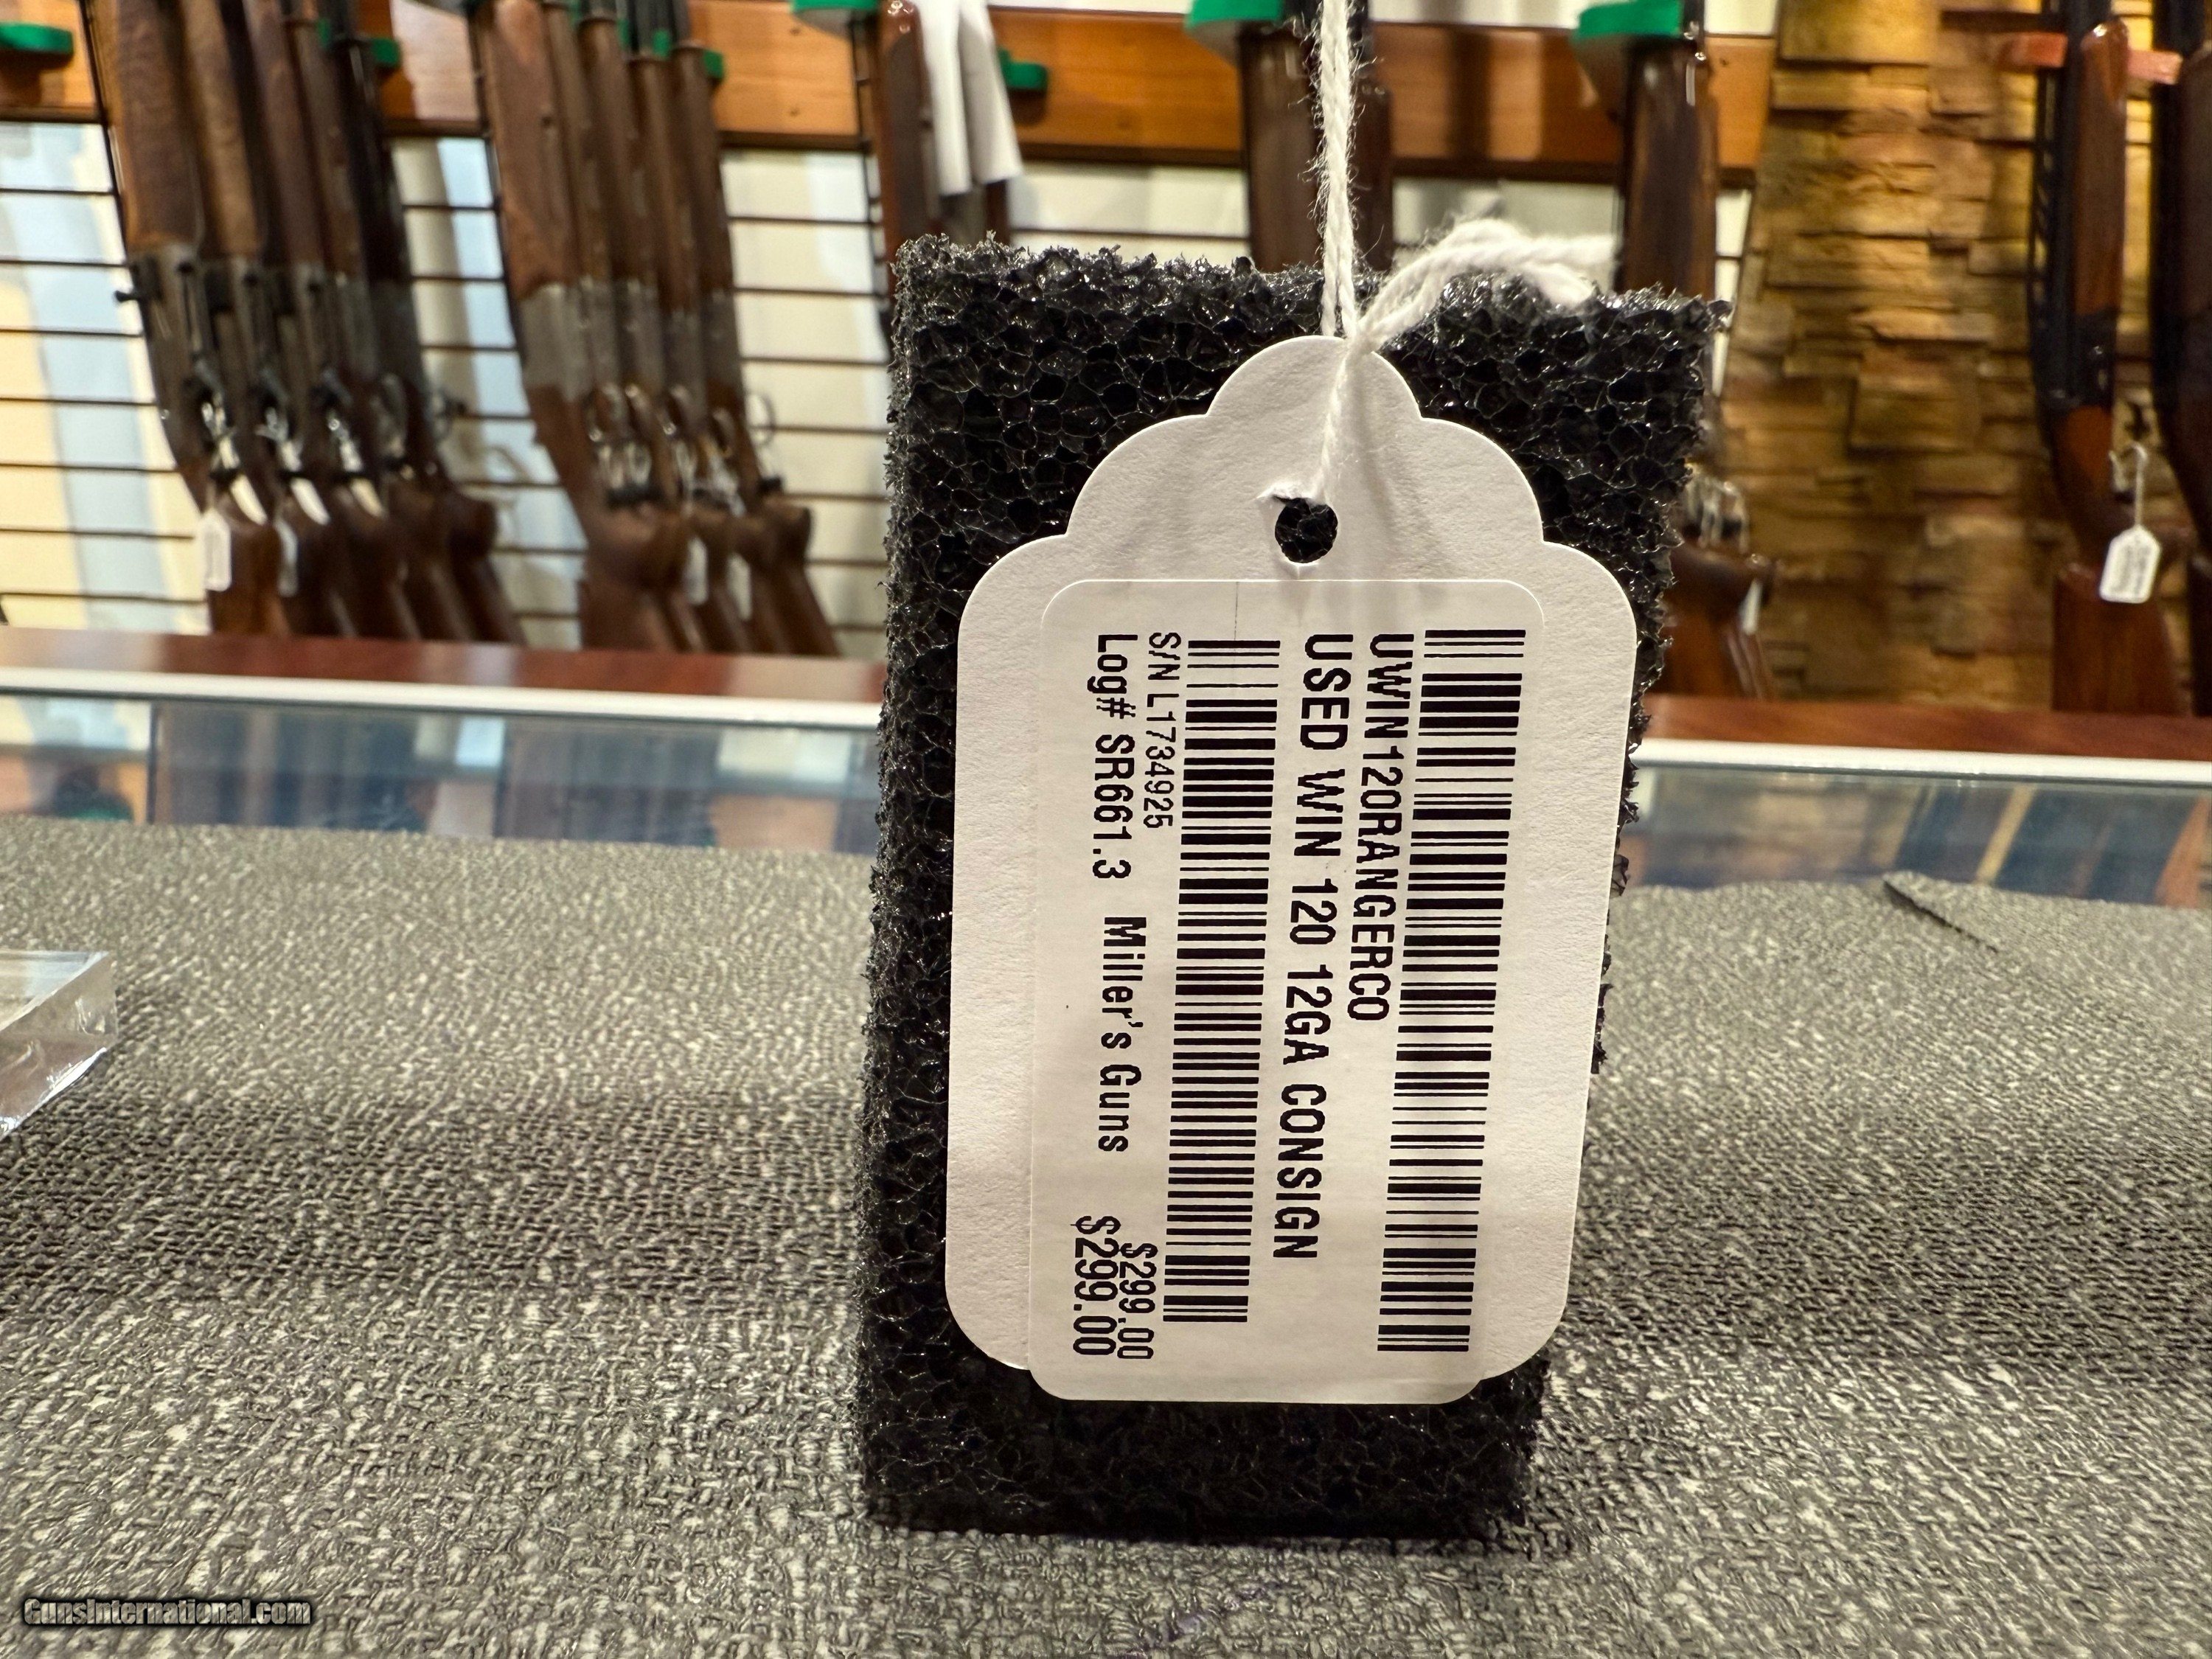 UWIN120RANGERCO
USED WIN 120 12GA CONSIGN
S/N L1734925 $299.00
Log# SR661.3 Miller's Guns $299.00
GunsInternational.com